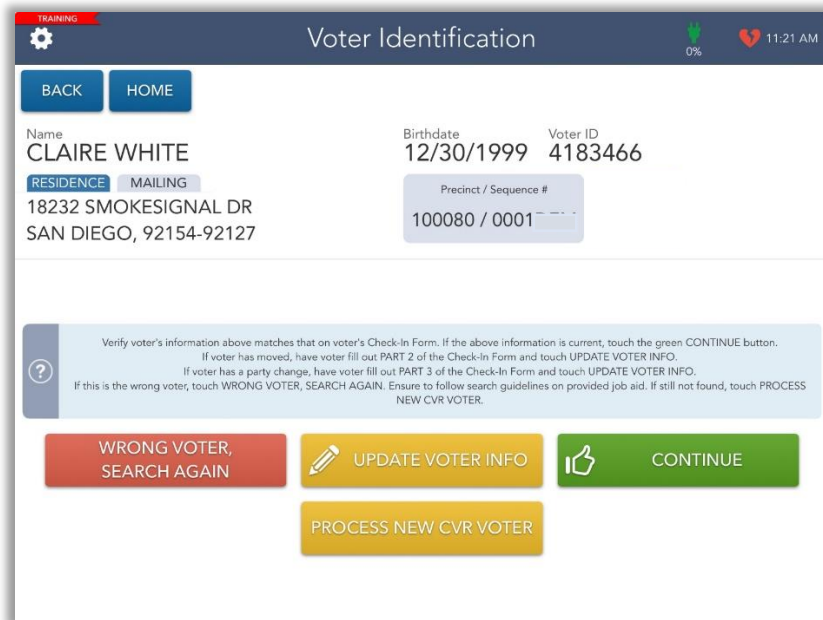 TRAINING
Voter Identification
0%
11:21 AM
BACK
HOME
Name
CLAIRE WHITE
Birthdate
12/30/1999
Voter ID
4183466
RESIDENCE
MAILING
18232 SMOKESIGNAL DR
SAN DIEGO, 92154-92127
Precinct / Sequence #
100080 / 0001
?
Verify voter's information above matches that on voter's Check-In Form. If the above information is current, touch the green CONTINUE button.
If voter has moved, have voter fill out PART 2 of the Check-In Form and touch UPDATE VOTER INFO.
If voter has a party change, have voter fill out PART 3 of the Check-In Form and touch UPDATE VOTER INFO.
If this is the wrong voter, touch WRONG VOTER, SEARCH AGAIN. Ensure to follow search guidelines on provided job aid. If still not found, touch PROCESS
NEW CVR VOTER.
WRONG VOTER,
SEARCH AGAIN
UPDATE VOTER INFO
CONTINUE
PROCESS NEW CVR VOTER